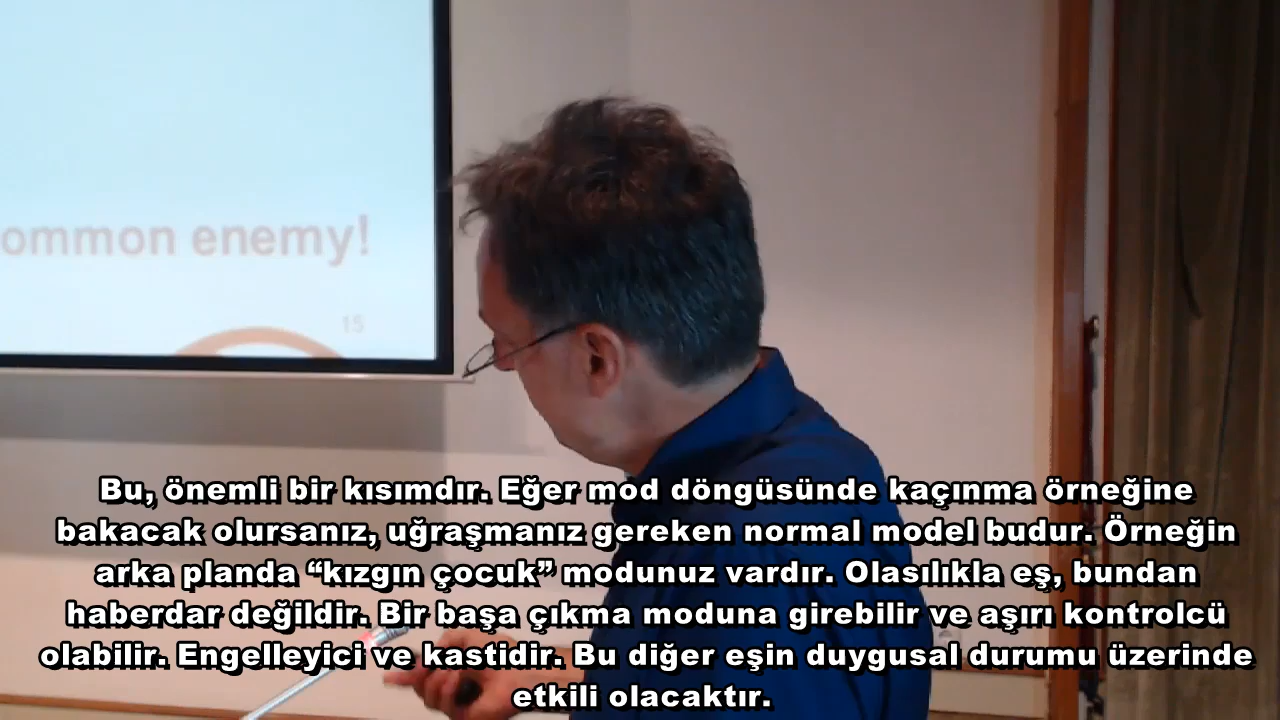 ommon enemy!
15
Bu, önemli bir kısımdır. Eğer mod döngüsünde kaçınma örneğine
bakacak olursanız, uğraşmanız gereken normal model budur. Örneğin
arka planda “kızgın çocuk” modunuz vardır. Olasılıkla eş, bundan
haberdar değildir. Bir başa çıkma moduna girebilir ve aşırı kontrolcü
olabilir. Engelleyici ve kastidir. Bu diğer eşin duygusal durumu üzerinde
etkili olacaktır.